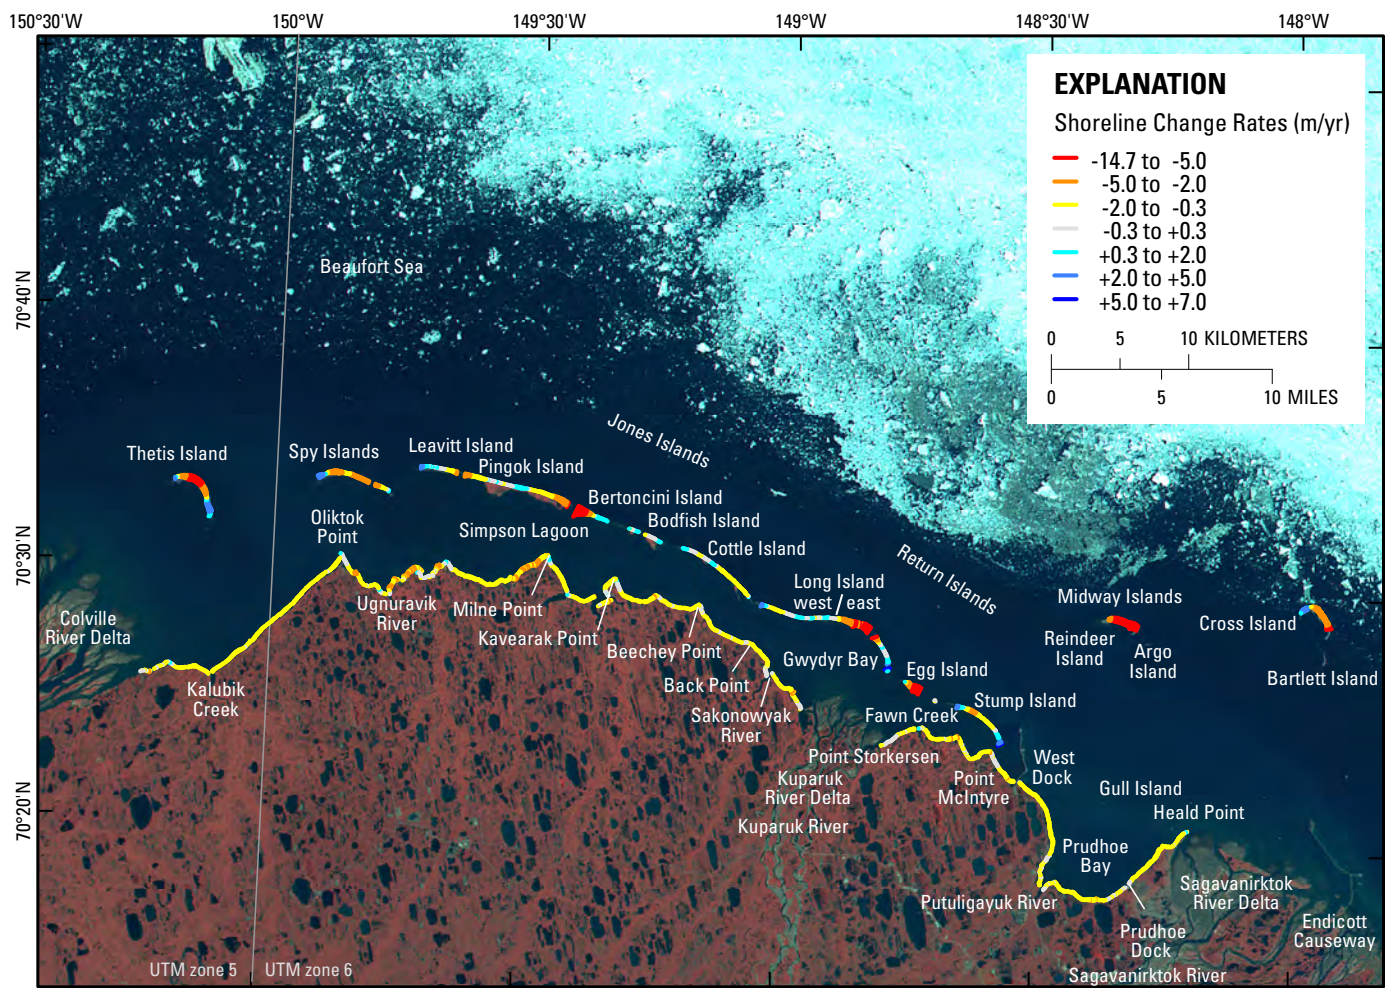 150°30'W
150°W
149°30'W
149°W
148°30'W
148°W
70°40'N
70°30'N
70°20'N
EXPLANATION
Shoreline Change Rates (m/yr)
-14.7 to -5.0
-5.0 to -2.0
-2.0 to -0.3
-0.3 to +0.3
+0.3 to +2.0
+2.0 to +5.0
+5.0 to +7.0
0 5 10 KILOMETERS
0 5 10 MILES
Beaufort Sea
Jones Islands
Thetis Island
Spy Islands
Leavitt Island
Pingok Island
Bertoncini Island
Bodfish Island
Simpson Lagoon
Cottle Island
Oliktok
Point
Return Islands
Long Island
west / east
Midway Islands
Cross Island
Reindeer
Island
Argo
Island
Bartlett Island
Colville
River Delta
Ugnuravik
River
Milne Point
Kavearak Point
Beechey Point
Gwydyr Bay
Egg Island
Back Point
Kalubik
Creek
Stump Island
Sakonowyak
River
Fawn Creek
Point Storkersen
West
Dock
Kuparuk
River Delta
Point
McIntyre
Gull Island
Heald Point
Kuparuk River
Prudhoe
Bay
Putuligayuk River
Sagavanirktok
River Delta
Prudhoe
Dock
Endicott
Causeway
Sagavanirktok River
UTM zone 5
UTM zone 6